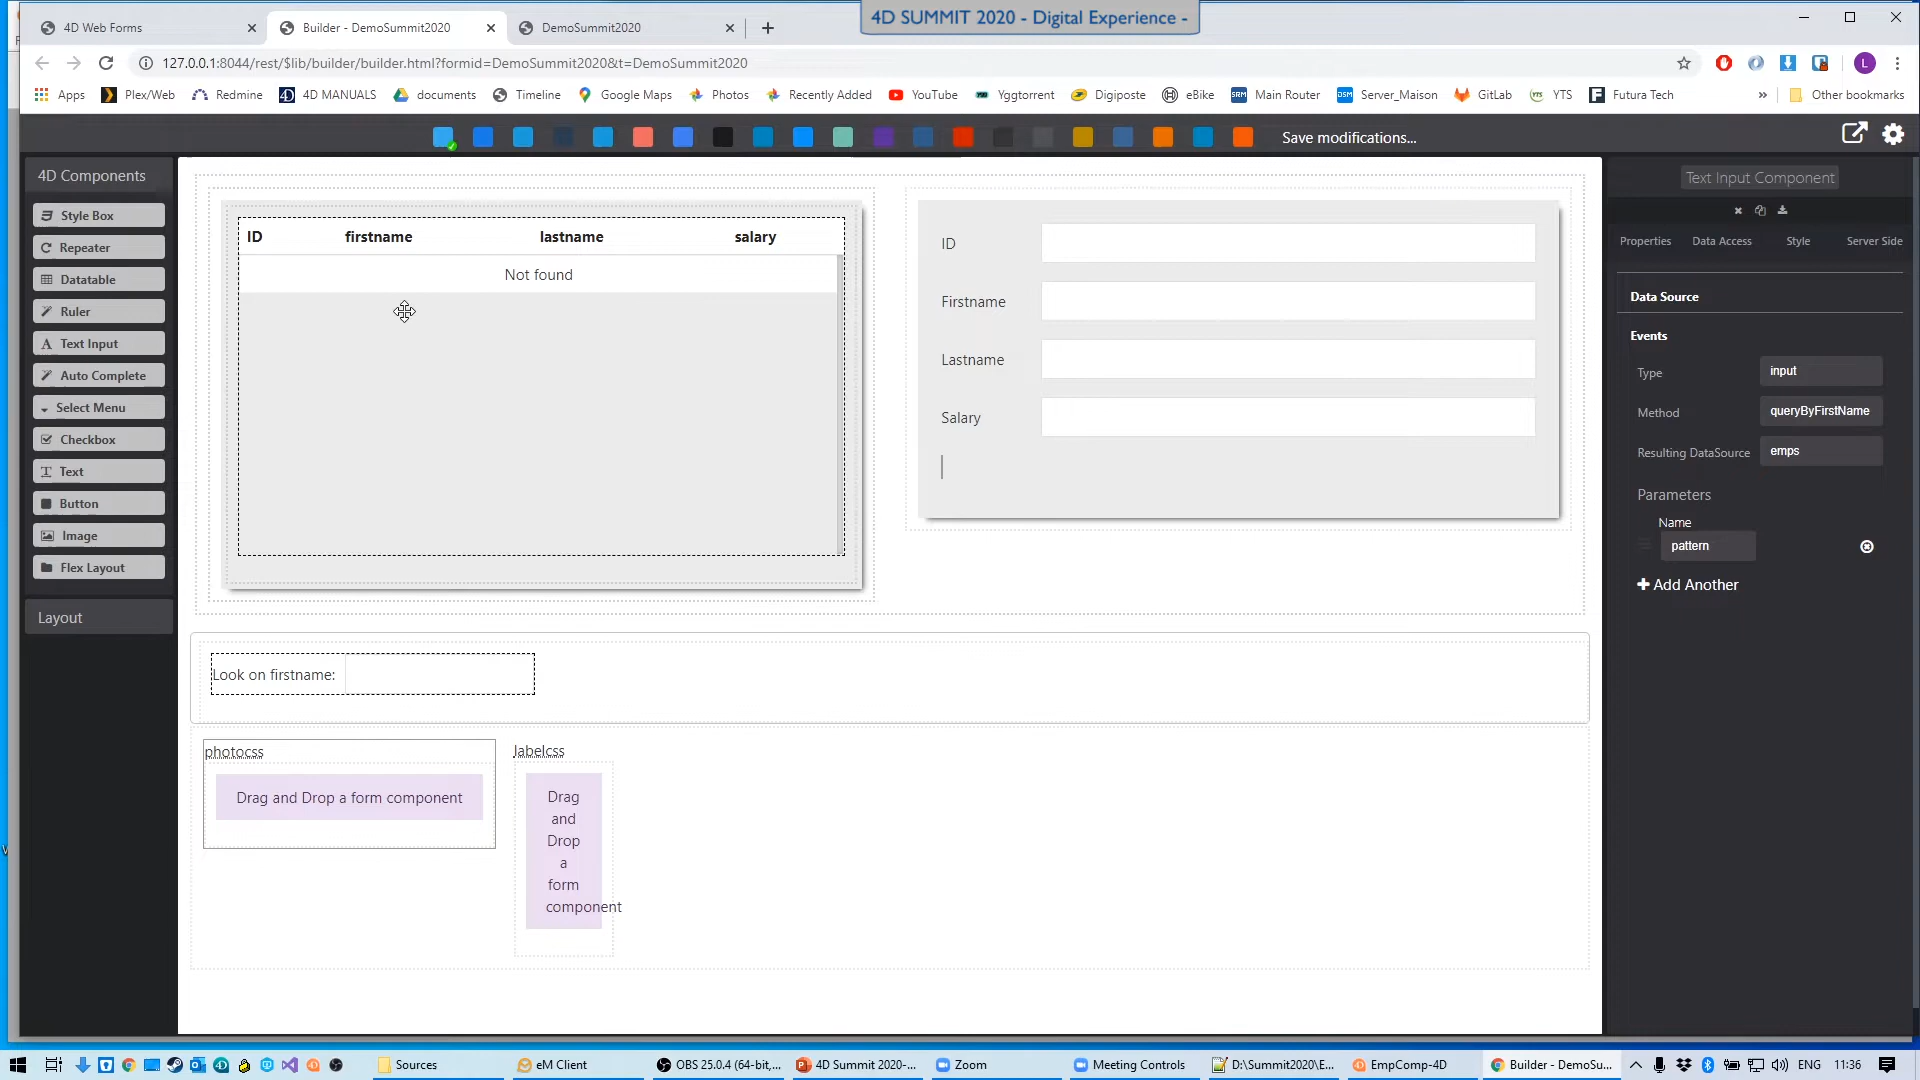 4D SUMMIT 2020 - Digital Experience -
4D Web Forms
Builder - DemoSummit2020
DemoSummit2020
127.0.0.1:8044/rest/$lib/builder/builder.html?formid=DemoSummit2020&t=DemoSummit2020
L
Apps
Plex/Web
Redmine
4D MANUALS
documents
Timeline
Google Maps
Photos
Recently Added
YouTube
Yggtorrent
Digiposte
eBike
Main Router
Server_Maison
GitLab
YTS
Futura Tech
»
Other bookmarks
Save modifications...
4D Components
Style Box
Repeater
Datatable
Ruler
Text Input
Auto Complete
Select Menu
Checkbox
Text
Button
Image
Flex Layout
Layout
ID firstname lastname salary
Not found
ID
Firstname
Lastname
Salary
Look on firstname:
photocss
Drag and Drop a form component
labelcss
Drag
and
Drop
a
form
component
Text Input Component
Properties
Data Access
Style
Server Side
Data Source
Events
Type
input
Method
queryByFirstName
Resulting DataSource
emps
Parameters
Name
pattern
Add Another
Sources
eM Client
OBS 25.0.4 (64-bit,...
4D Summit 2020-...
Zoom
Meeting Controls
D:\Summit2020\E...
EmpComp-4D
Builder - DemoSu...
ENG
11:36